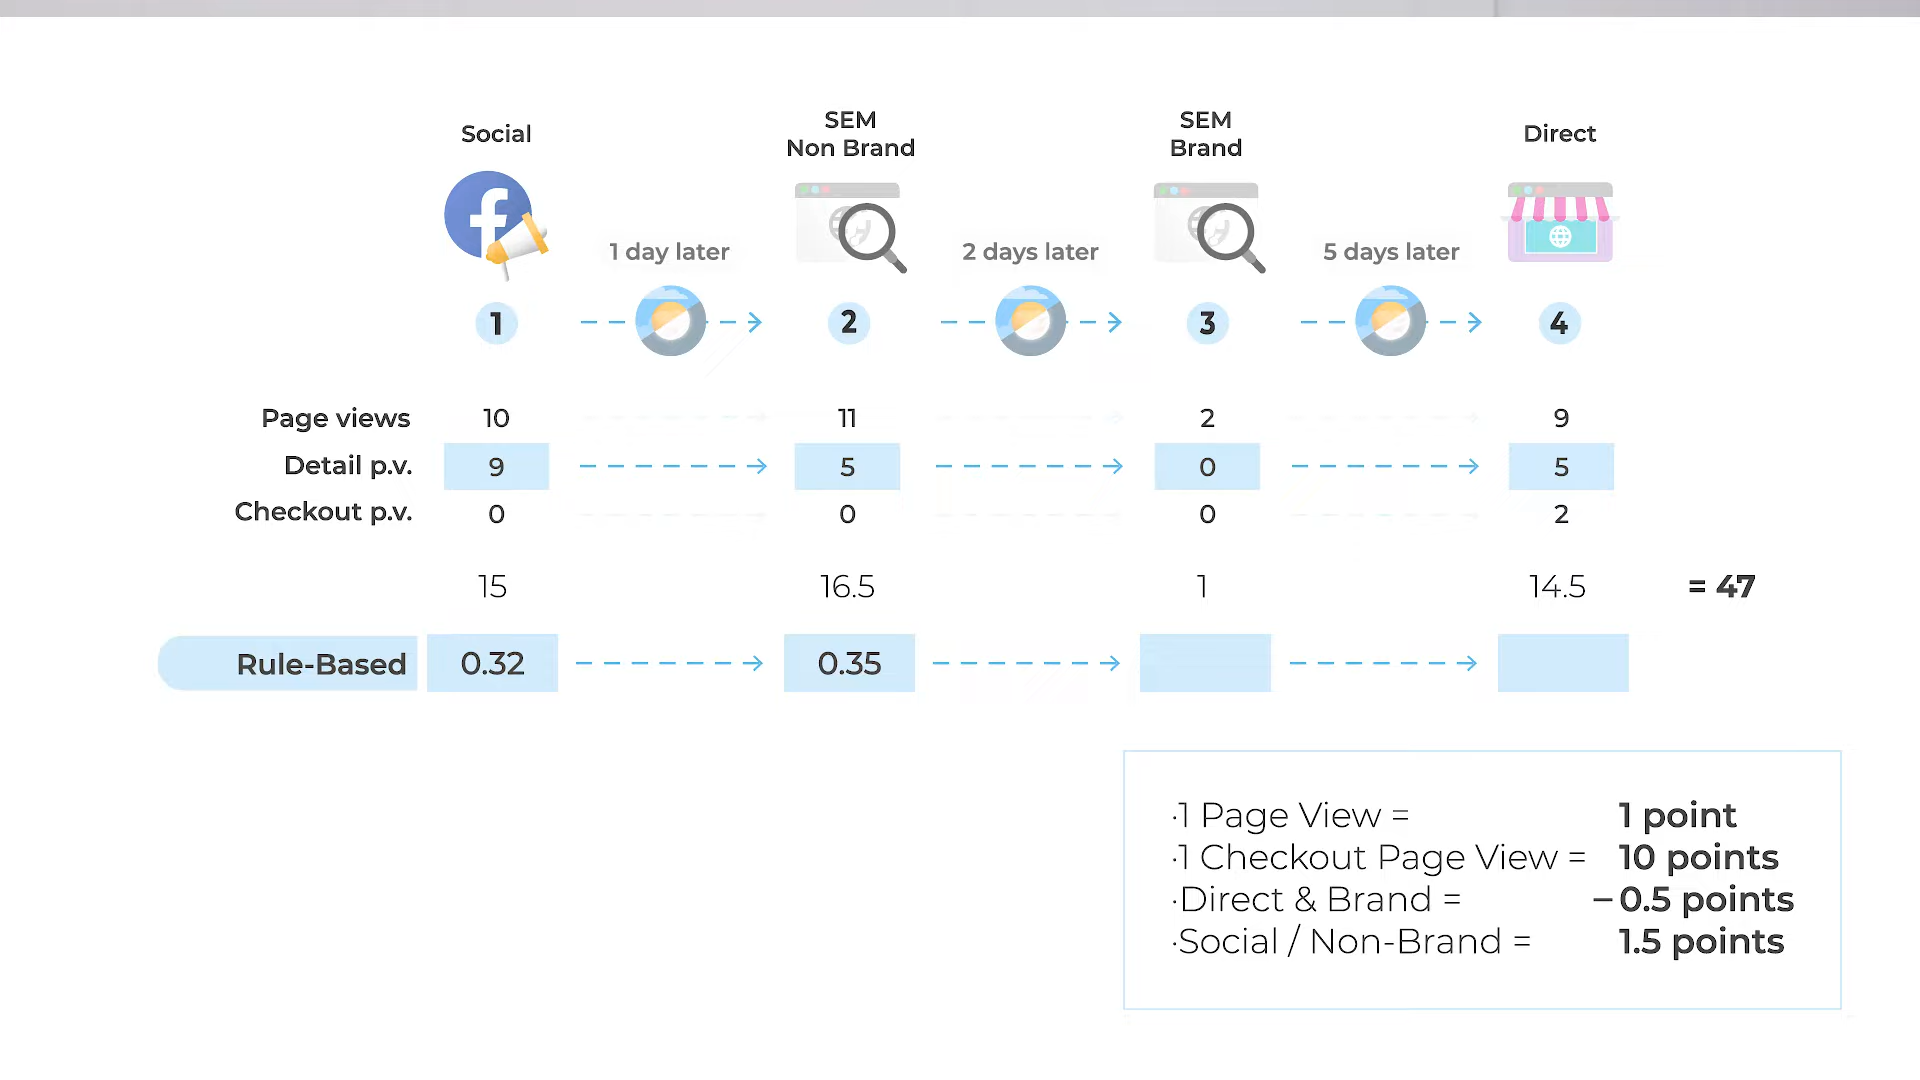 Social
SEM
Non Brand
SEM
Brand
Direct
1 day later
2 days later
5 days later
1
2
3
4
Page views 10 11 2 9
Detail p.v. 9 5 0 5
Checkout p.v. 0 0 0 2
15 16.5 1 14.5 = 47
Rule-Based 0.32 0.35
·1 Page View = 1 point
·1 Checkout Page View = 10 points
·Direct & Brand = –0.5 points
·Social / Non-Brand = 1.5 points